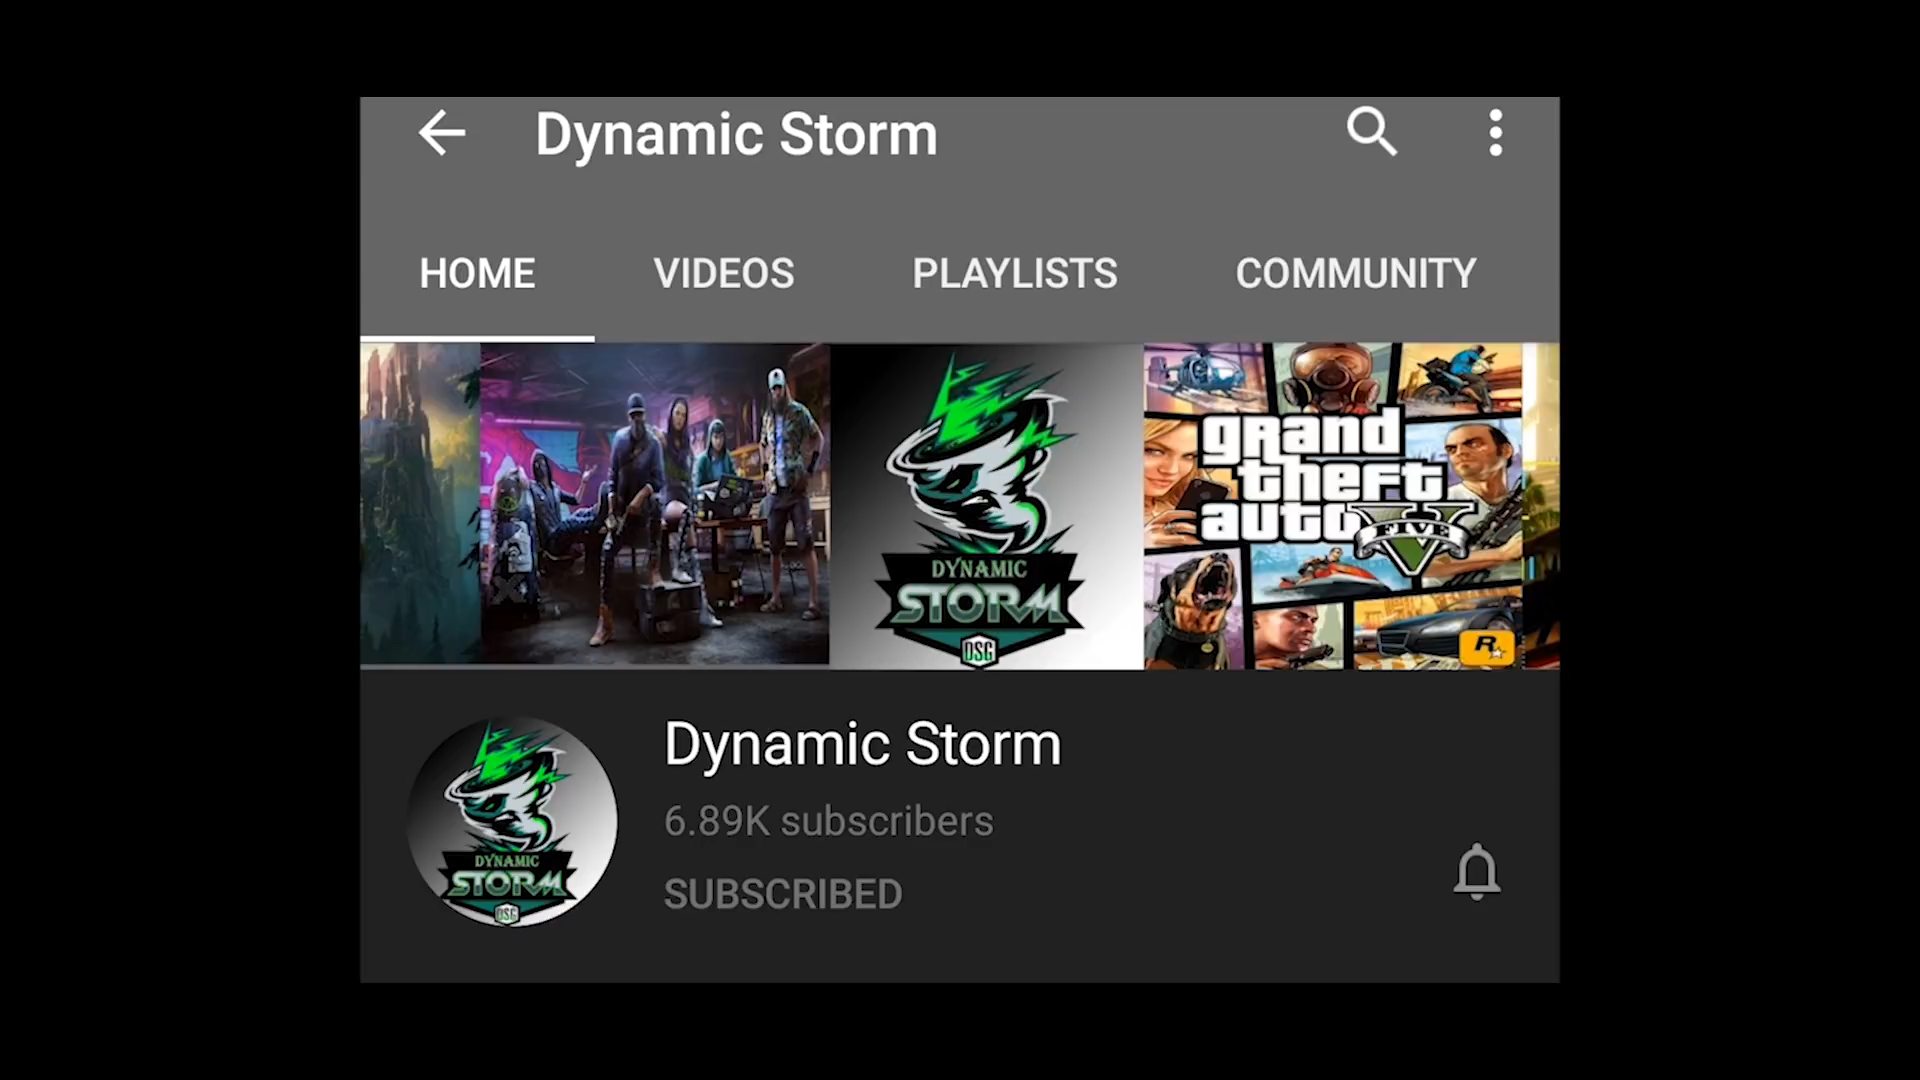 Dynamic Storm
HOME VIDEOS PLAYLISTS COMMUNITY
DYNAMIC
STORM
DSG
grand
theft
auto
FIVE
V
R
Dynamic Storm
6.89K subscribers
SUBSCRIBED
DYNAMIC
STORM
DSG